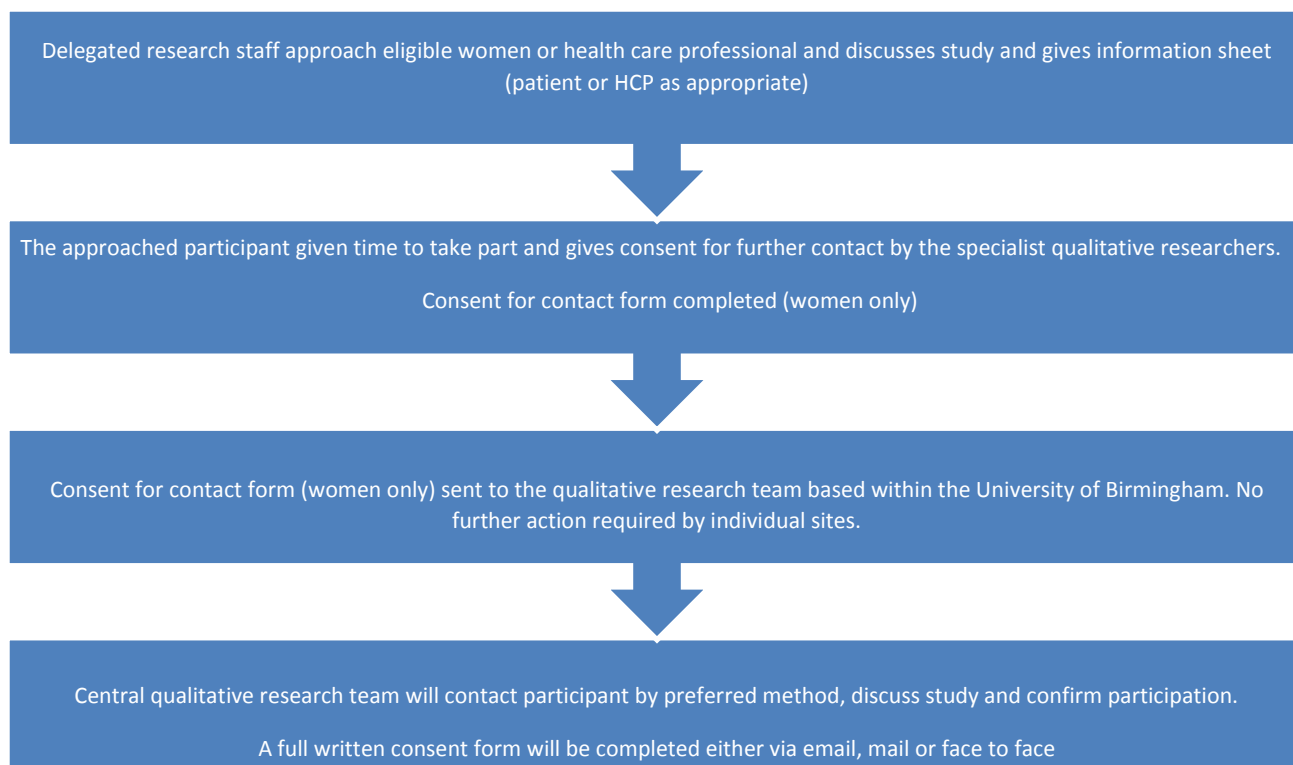 Delegated research staff approach eligible women or health care professional and discusses study and gives information sheet
(patient or HCP as appropriate)
The approached participant given time to take part and gives consent for further contact by the specialist qualitative researchers.
Consent for contact form completed (women only)
Consent for contact form (women only) sent to the qualitative research team based within the University of Birmingham. No
further action required by individual sites.
Central qualitative research team will contact participant by preferred method, discuss study and confirm participation.
A full written consent form will be completed either via email, mail or face to face